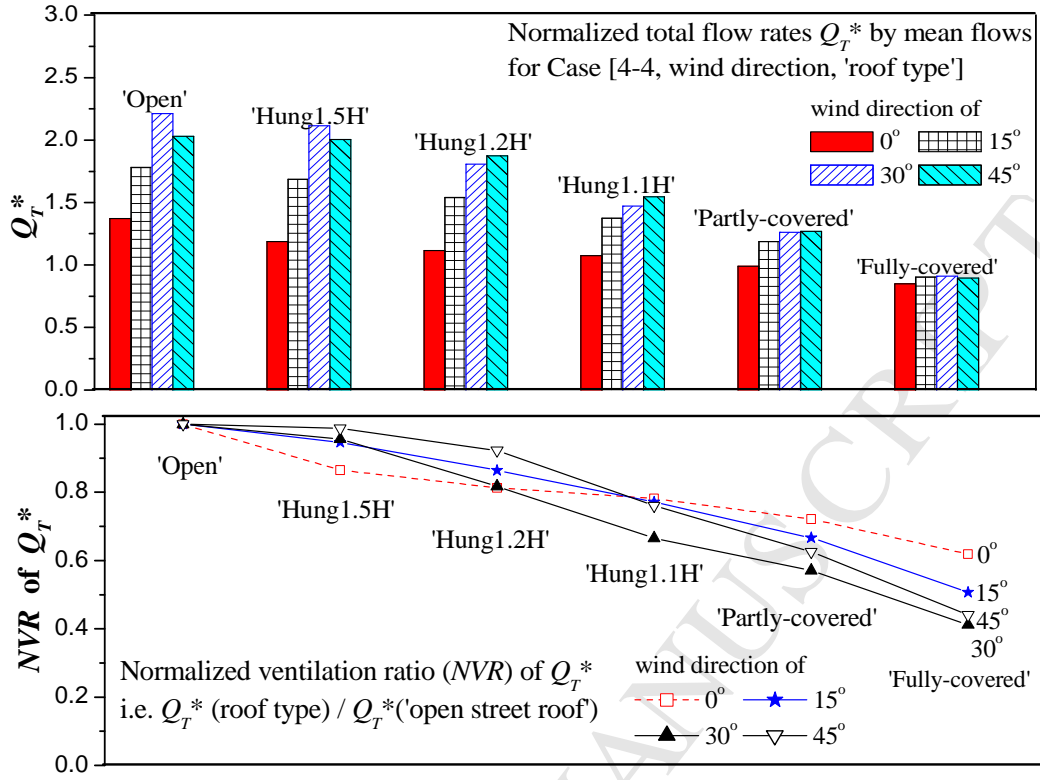 3.0
2.5
2.0
1.5
1.0
0.5
0.0
Q_T*
Normalized total flow rates Q_T* by mean flows
for Case [4-4, wind direction, 'roof type']
wind direction of
0° 15°
30° 45°
'Open'
'Hung1.5H'
'Hung1.2H'
'Hung1.1H'
'Partly-covered'
'Fully-covered'
1.0
0.8
0.6
0.4
0.2
0.0
NVR of Q_T*
'Open'
'Hung1.5H'
'Hung1.2H'
'Hung1.1H'
'Partly-covered'
'Fully-covered'
0°
15°
45°
30°
Normalized ventilation ratio (NVR) of Q_T*
i.e. Q_T* (roof type) / Q_T*('open street roof')
wind direction of
0° 15°
30° 45°
MANUSCRIPT